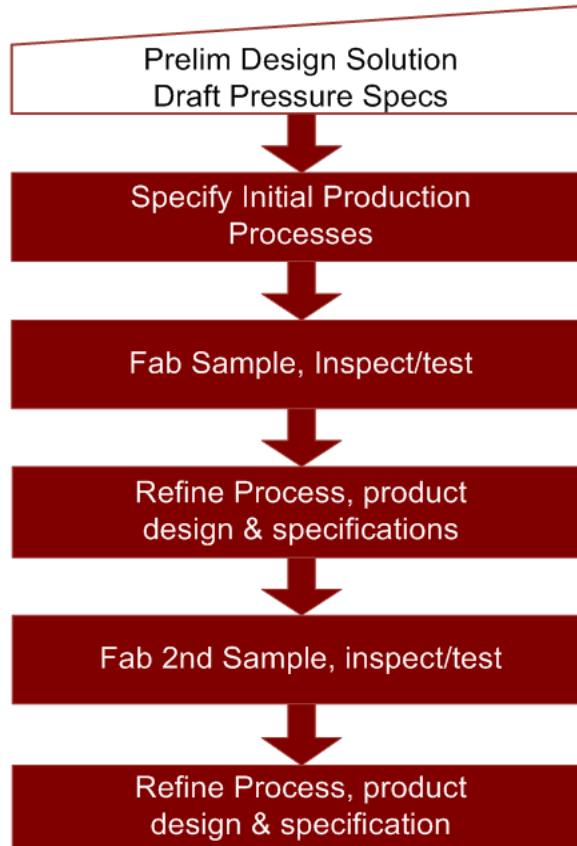 Prelim Design Solution
Draft Pressure Specs
Specify Initial Production
Processes
Fab Sample, Inspect/test
Refine Process, product
design & specifications
Fab 2nd Sample, inspect/test
Refine Process, product
design & specification